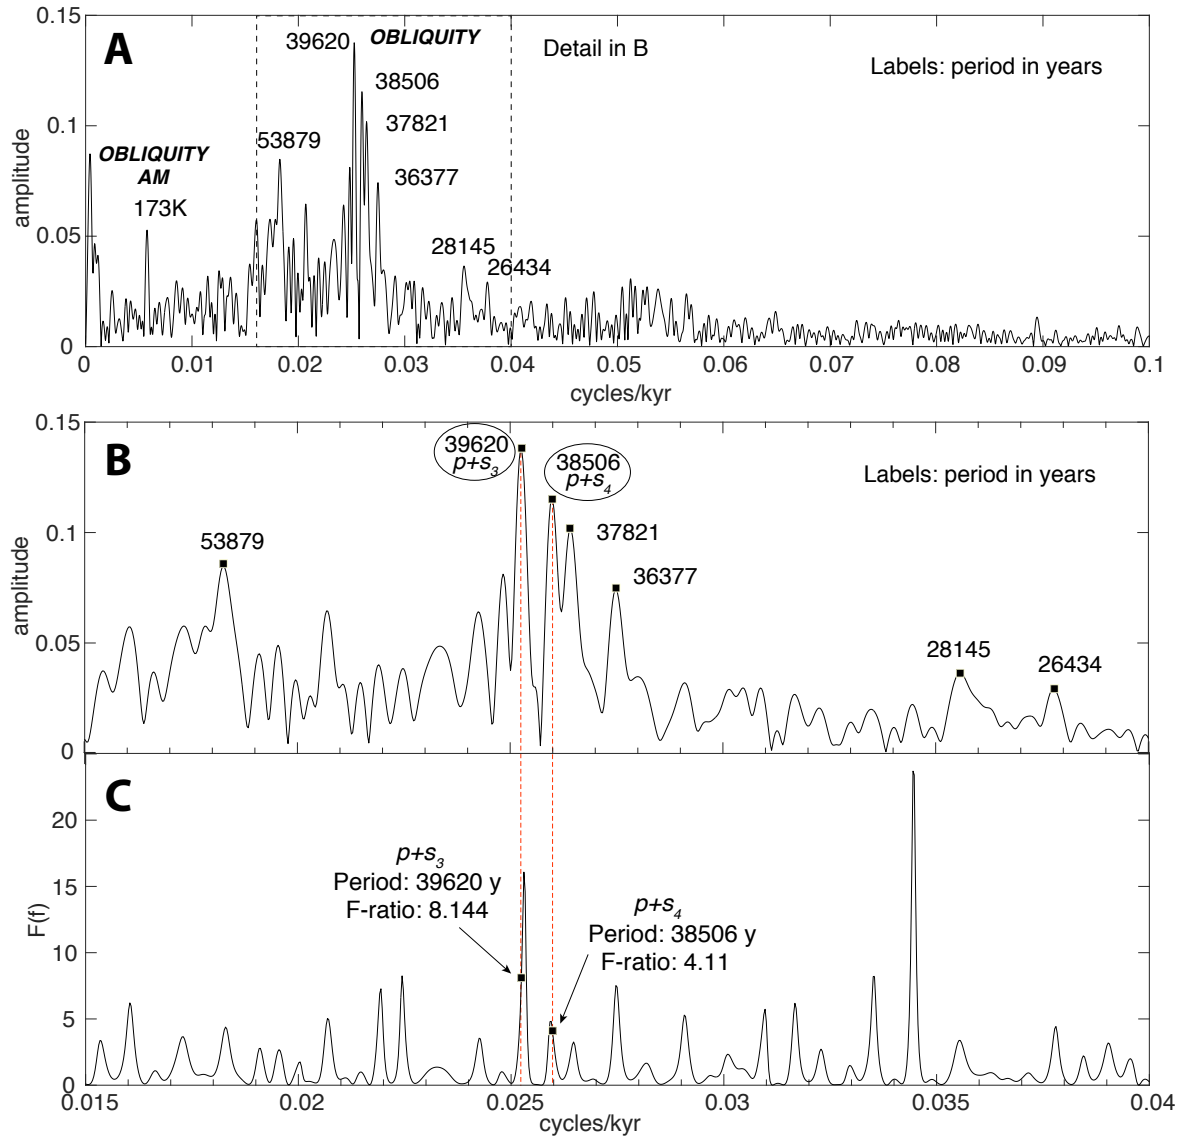 A
0.15
0.1
0.05
0
amplitude
39620
OBLIQUITY
Detail in B
Labels: period in years
38506
37821
53879
OBLIQUITY
AM
173K
36377
28145
26434
0
0.01
0.02
0.03
0.04
0.05
0.06
0.07
0.08
0.09
0.1
cycles/kyr
B
0.15
0.1
0.05
0
amplitude
39620
p+s3
38506
p+s4
Labels: period in years
37821
53879
36377
28145
26434
C
20
15
10
5
0
F(f)
p+s3
Period: 39620 y
F-ratio: 8.144
p+s4
Period: 38506 y
F-ratio: 4.11
0.015
0.02
0.025
0.03
0.035
0.04
cycles/kyr